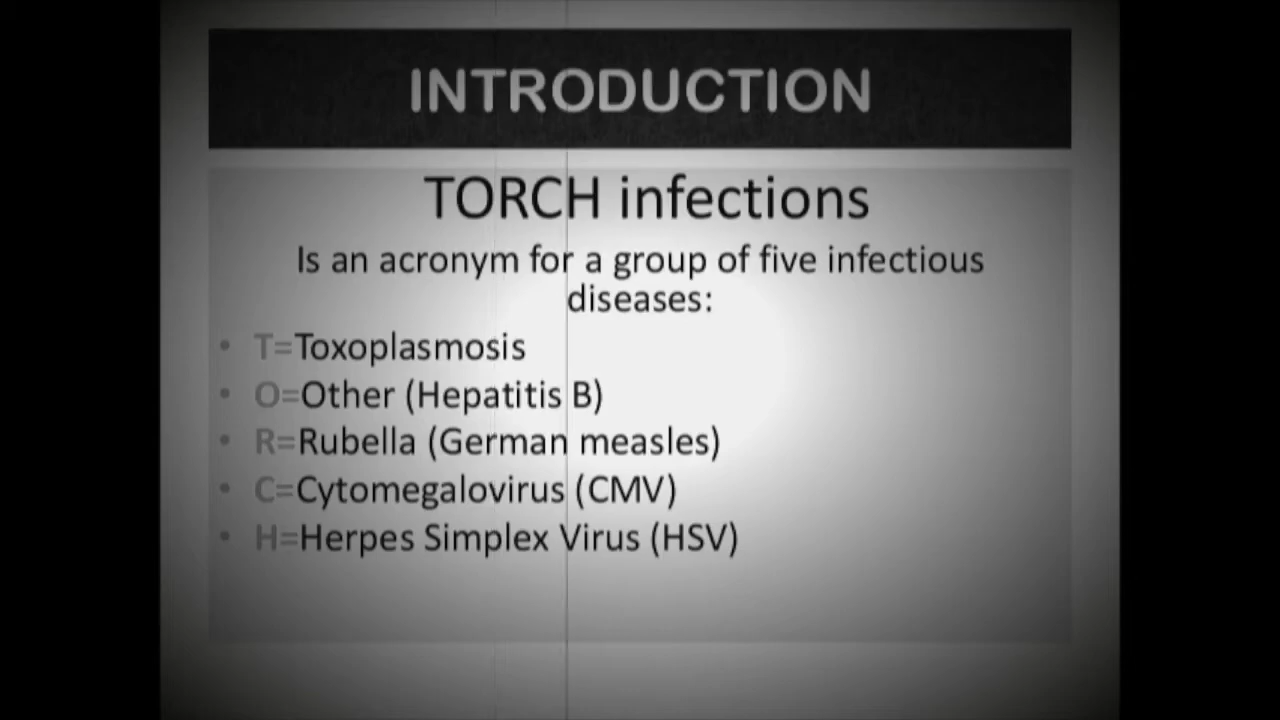 INTRODUCTION
TORCH infections
Is an acronym for a group of five infectious
diseases:
• T=Toxoplasmosis
• O=Other (Hepatitis B)
• R=Rubella (German measles)
• C=Cytomegalovirus (CMV)
• H=Herpes Simplex Virus (HSV)